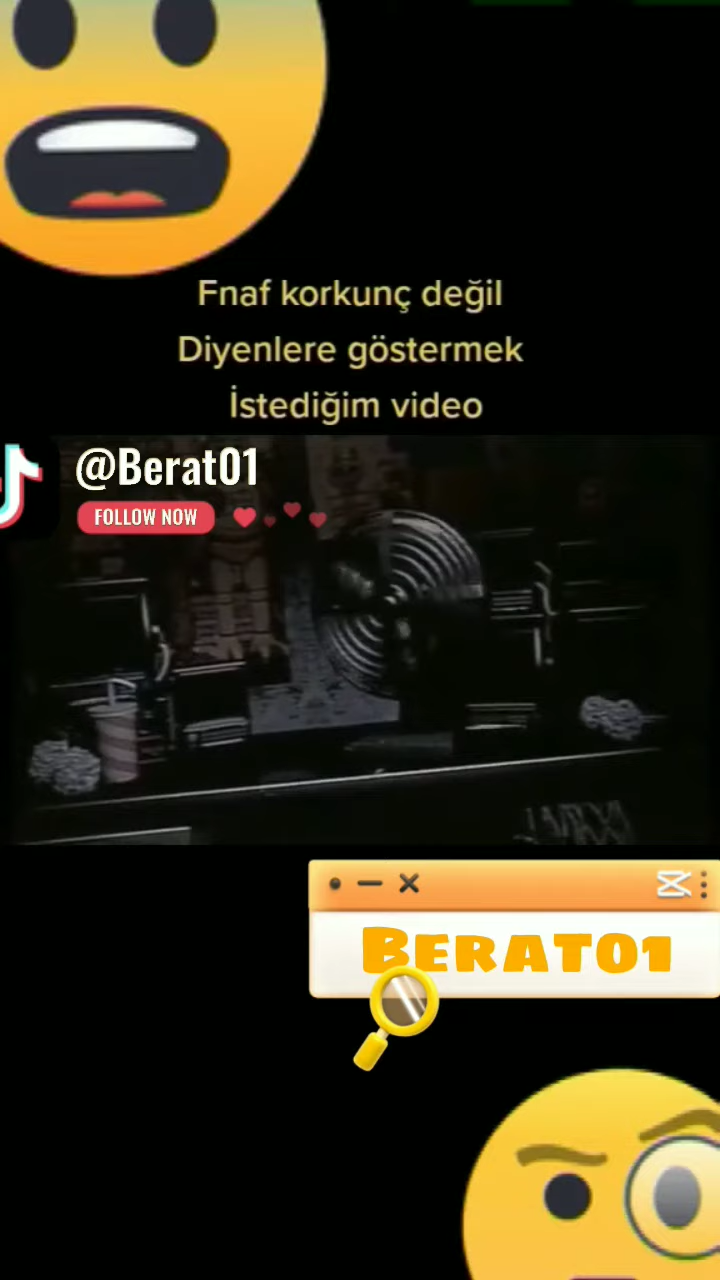 Fnaf korkunç değil
Diyenlere göstermek
İstediğim video
@Berat01
FOLLOW NOW
BERAT01